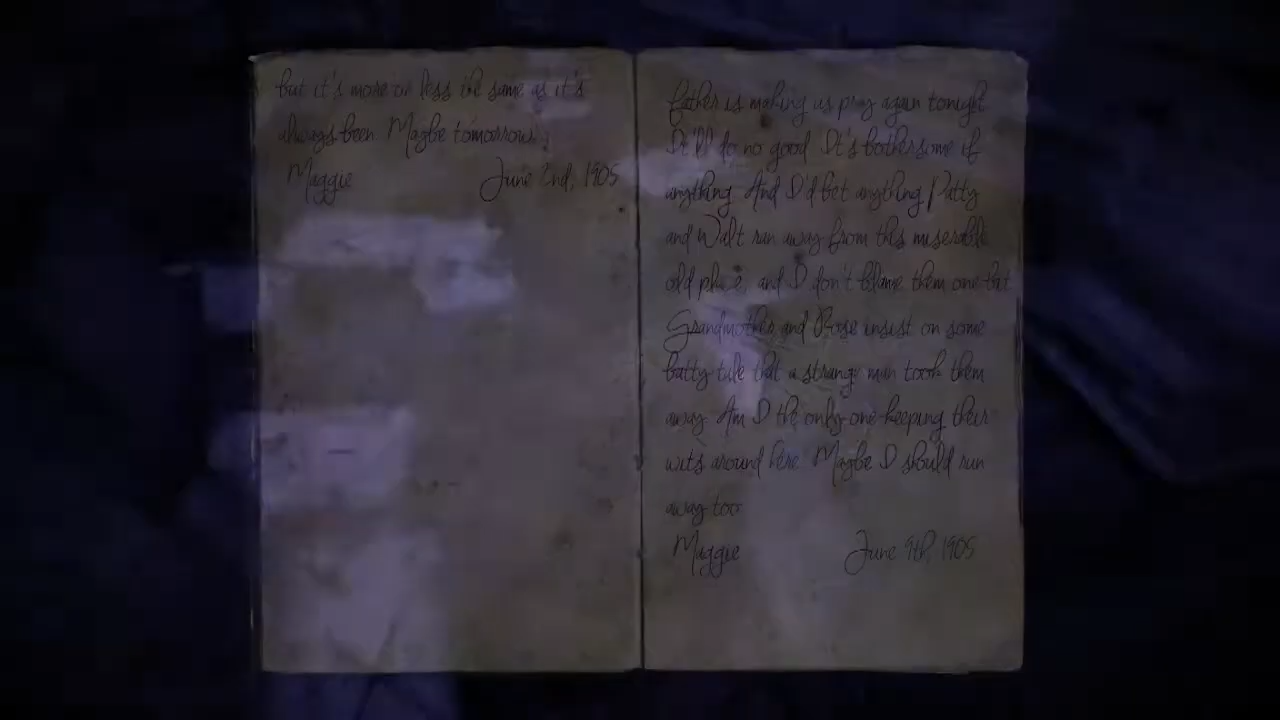 but it's more or less the same as it's
always been. Maybe tomorrow.
Maggie June 2nd, 1905
Father is making us pray again tonight
It'll do no good It's bothersome if
anything. And I'd bet anything Patty
and Walt ran away from this miserable
old place, and I don't blame them one bit
Grandmother and Rose insist on some
batty tale that a strange man took them
away. Am I the only one keeping their
wits around here. Maybe I should run
away too
Maggie June 9th, 1905